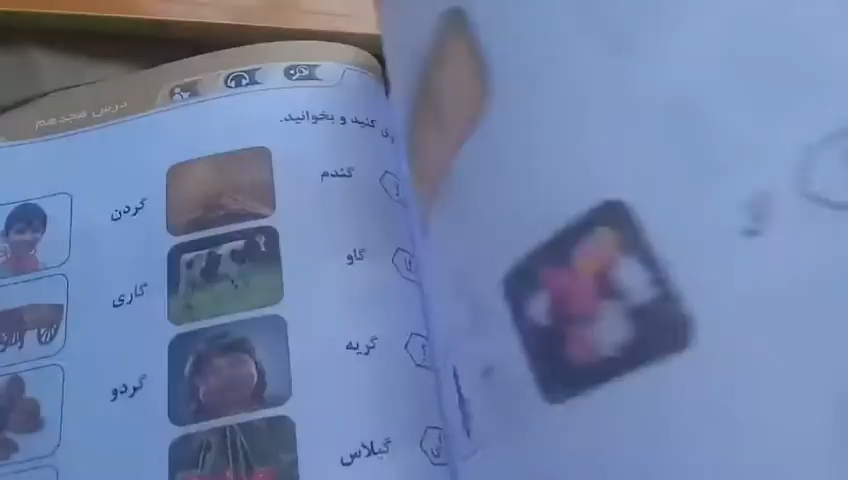 درس هجدهم
کنید و بخوانید.
گندم
گردن
گاو
گاری
گریه
گردو
گیلاس